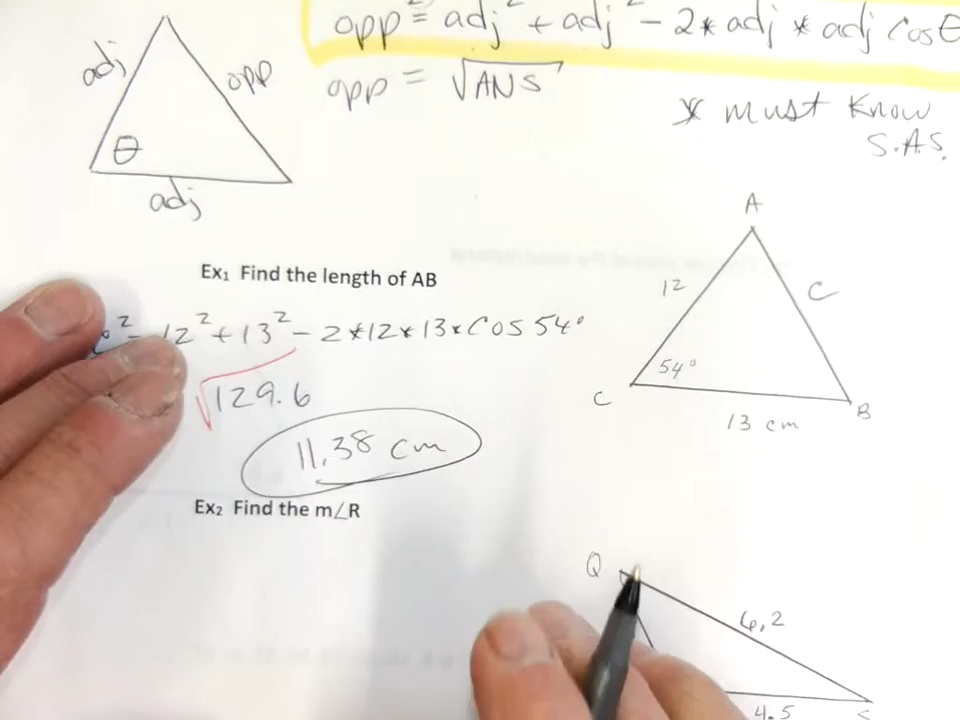 opp² = adj² + adj² - 2* adj * adj Cosθ
opp = √ANS
* must know
S.A.S.
adj
opp
θ
adj
A
12
C
54°
C
13 cm
B
Ex1 Find the length of AB
² = 12² + 13² - 2*12*13*Cos 54°
√129.6
11.38 cm
Ex2 Find the m∠R
Q
6.2
4.5